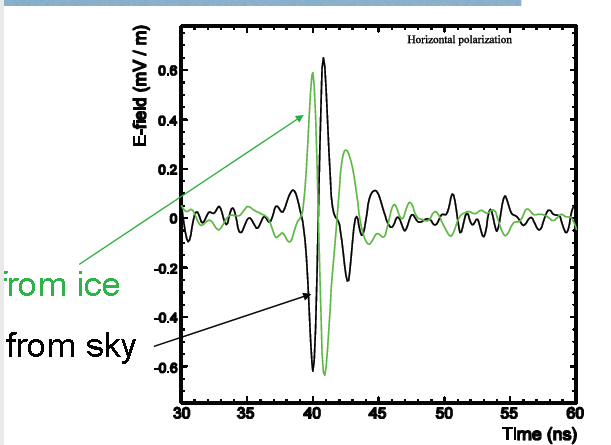 Horizontal polarization
E-field (mV / m)
0.6
0.4
0.2
0
-0.2
-0.4
-0.6
from ice
from sky
30 35 40 45 50 55 60
Time (ns)